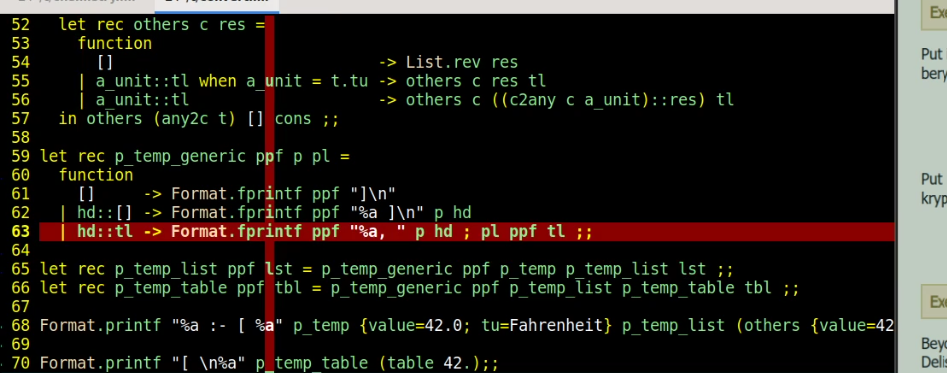 52   let rec others c res =
53     function
54       []                            -> List.rev res
55     | a_unit::tl when a_unit = t.tu -> others c res tl
56     | a_unit::tl                    -> others c ((c2any c a_unit)::res) tl
57   in others (any2c t) [] cons ;;
58
59 let rec p_temp_generic ppf p pl =
60   function
61     []     -> Format.fprintf ppf "]\n"
62   | hd::[] -> Format.fprintf ppf "%a ]\n" p hd
63   | hd::tl -> Format.fprintf ppf "%a, " p hd ; pl ppf tl ;;
64
65 let rec p_temp_list ppf lst = p_temp_generic ppf p_temp p_temp_list lst ;;
66 let rec p_temp_table ppf tbl = p_temp_generic ppf p_temp_list p_temp_table tbl ;;
67
68 Format.printf "%a :- [ %a" p_temp {value=42.0; tu=Fahrenheit} p_temp_list (others {value=42
69
70 Format.printf "[ \n%a" p_temp_table (table 42.);;
Exe
Put
bery
Put
kryp
Exe
Beyo
Delis